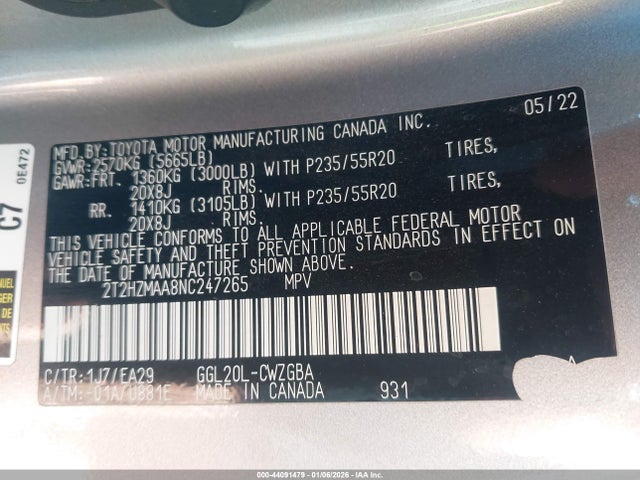 05/22
MFD.BY:TOYOTA MOTOR MANUFACTURING CANADA INC.
GVWR:2570KG (5665LB)
GAWR:FRT. 1360KG (3000LB) WITH P235/55R20 TIRES,
20X8J RIMS.
RR. 1410KG (3105LB) WITH P235/55R20 TIRES,
20X8J RIMS.
THIS VEHICLE CONFORMS TO ALL APPLICABLE FEDERAL MOTOR
VEHICLE SAFETY AND THEFT PREVENTION STANDARDS IN EFFECT ON
THE DATE OF MANUFACTURE SHOWN ABOVE.
2T2HZMAA8NC247265 MPV
C/TR:1J7/EA29 GGL20L-CWZGBA
A/TM:-01A/0881E MADE IN CANADA 931
0E472
C7
000-44091479 | 01/06/2026 - IAA Inc.